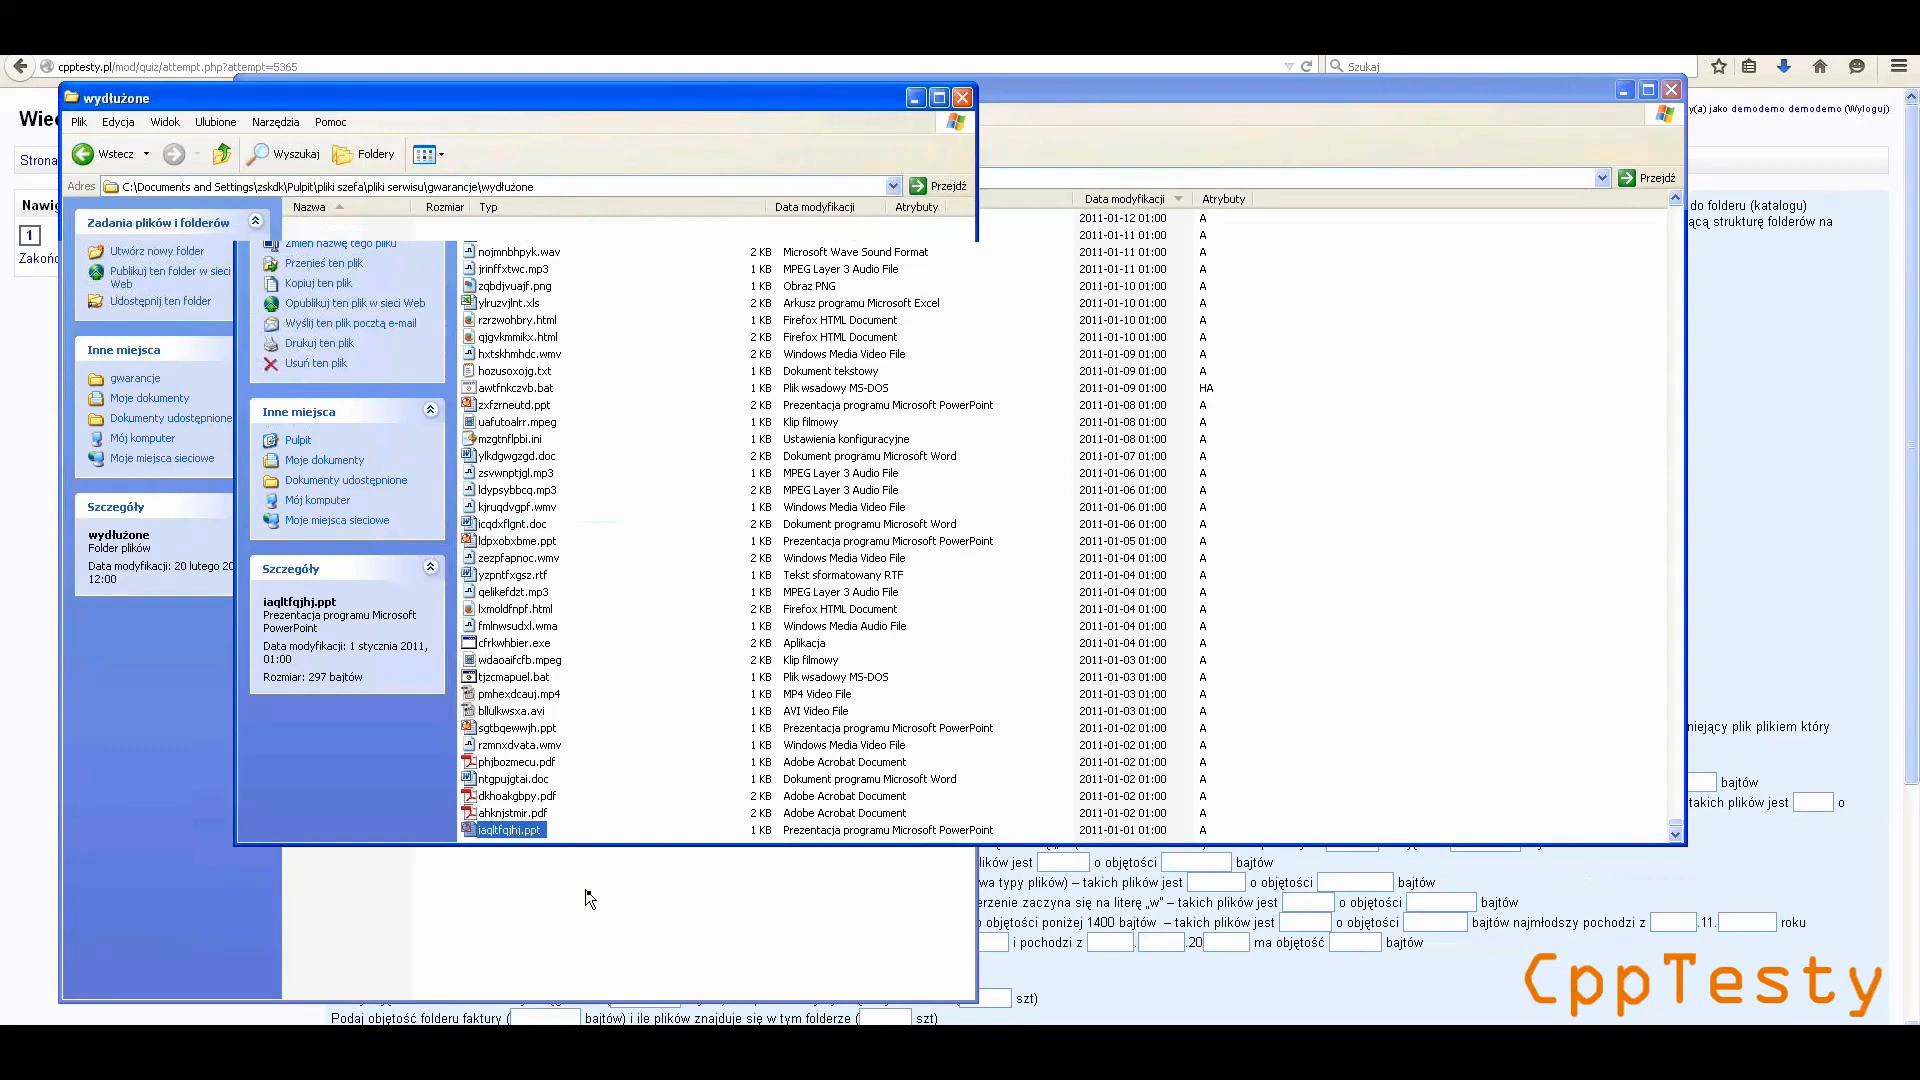 cpptesty.pl/mod/quiz/attempt.php?attempt=5365
Szukaj
y(a) jako demodemo demodemo (Wyloguj)
Strona
1
wydłużone
Plik Edycja Widok Ulubione Narzędzia Pomoc
Wstecz Wyszukaj Foldery
Adres C:\Documents and Settings\zskdk\Pulpit\pliki szefa\pliki serwisu\gwarancje\wydłużone Przejdź
Zadania plików i folderów
Utwórz nowy folder
Publikuj ten folder w sieci
Web
Udostępnij ten folder
Inne miejsca
gwarancje
Moje dokumenty
Dokumenty udostępnione
Mój komputer
Moje miejsca sieciowe
Szczegóły
wydłużone
Folder plików
Data modyfikacji: 20 lutego 20
12:00
Nazwa Rozmiar Typ Data modyfikacji Atrybuty
Przejdź
Data modyfikacji Atrybuty
Zmień nazwę tego pliku
Przenieś ten plik
Kopiuj ten plik
Opublikuj ten plik w sieci Web
Wyślij ten plik pocztą e-mail
Drukuj ten plik
Usuń ten plik
Inne miejsca
Pulpit
Moje dokumenty
Dokumenty udostępnione
Mój komputer
Moje miejsca sieciowe
Szczegóły
iaqltfqjhj.ppt
Prezentacja programu Microsoft
PowerPoint
Data modyfikacji: 1 stycznia 2011,
01:00
Rozmiar: 297 bajtów
2011-01-12 01:00 A
2011-01-11 01:00 A
nojmnbhpyk.wav 2 KB Microsoft Wave Sound Format 2011-01-11 01:00 A
jrinffxtwc.mp3 1 KB MPEG Layer 3 Audio File 2011-01-11 01:00 A
zqbdjvuajf.png 1 KB Obraz PNG 2011-01-10 01:00 A
ylruzvjlnt.xls 1 KB Arkusz programu Microsoft Excel 2011-01-10 01:00 A
rzrzwohbry.html 1 KB Firefox HTML Document 2011-01-10 01:00 A
qjgvkmmikx.html 2 KB Firefox HTML Document 2011-01-10 01:00 A
hxtskhmhdc.wmv 2 KB Windows Media Video File 2011-01-09 01:00 A
hozusoxojg.txt 1 KB Dokument tekstowy 2011-01-09 01:00 A
awtfnkczvb.bat 1 KB Plik wsadowy MS-DOS 2011-01-09 01:00 HA
zxfzrneutd.ppt 2 KB Prezentacja programu Microsoft PowerPoint 2011-01-08 01:00 A
uafutoalrr.mpeg 1 KB Klip filmowy 2011-01-08 01:00 A
mzgtnflpbi.ini 1 KB Ustawienia konfiguracyjne 2011-01-08 01:00 A
ylkdgwgzgd.doc 2 KB Dokument programu Microsoft Word 2011-01-07 01:00 A
zsvwnptjgl.mp3 1 KB MPEG Layer 3 Audio File 2011-01-06 01:00 A
ldypsybbcq.mp3 2 KB MPEG Layer 3 Audio File 2011-01-06 01:00 A
kjruqdvgpf.wmv 1 KB Windows Media Video File 2011-01-06 01:00 A
icqdxflgnt.doc 2 KB Dokument programu Microsoft Word 2011-01-06 01:00 A
ldpxobxbme.ppt 1 KB Prezentacja programu Microsoft PowerPoint 2011-01-05 01:00 A
zezpfapnoc.wmv 2 KB Windows Media Video File 2011-01-04 01:00 A
yzpntfxgsz.rtf 1 KB Tekst sformatowany RTF 2011-01-04 01:00 A
qelikefdzt.mp3 2 KB MPEG Layer 3 Audio File 2011-01-04 01:00 A
lxmoldfnpf.html 1 KB Firefox HTML Document 2011-01-04 01:00 A
fmlnwsudxl.wma 1 KB Windows Media Audio File 2011-01-04 01:00 A
cfrkwhbier.exe 2 KB Aplikacja 2011-01-04 01:00 A
wdaoaifcfb.mpeg 2 KB Klip filmowy 2011-01-03 01:00 A
tjzcmapuel.bat 1 KB Plik wsadowy MS-DOS 2011-01-03 01:00 A
pmhexdcauj.mp4 1 KB MP4 Video File 2011-01-03 01:00 A
bllulkwsxa.avi 1 KB AVI Video File 2011-01-03 01:00 A
sgtbqewwjh.ppt 1 KB Prezentacja programu Microsoft PowerPoint 2011-01-02 01:00 A
rzmnxdvata.wmv 1 KB Windows Media Video File 2011-01-02 01:00 A
phjbozmecu.pdf 1 KB Adobe Acrobat Document 2011-01-02 01:00 A
ntgpujgtai.doc 1 KB Dokument programu Microsoft Word 2011-01-02 01:00 A
dkhoakgbpy.pdf 2 KB Adobe Acrobat Document 2011-01-02 01:00 A
ahknjstmir.pdf 2 KB Adobe Acrobat Document 2011-01-02 01:00 A
iaqltfqjhj.ppt 1 KB Prezentacja programu Microsoft PowerPoint 2011-01-01 01:00 A
do folderu (katalogu)
ącą strukturę folderów na
niejący plik plikiem który
bajtów
takich plików jest o
lików jest o objętości bajtów
wa typy plików) – takich plików jest o objętości bajtów
erzenie zaczyna się na literę „w” – takich plików jest o objętości bajtów
o objętości poniżej 1400 bajtów – takich plików jest o objętości bajtów najmłodszy pochodzi z .11. roku
i pochodzi z . .20 ma objętość bajtów
szt)
Podaj objętość folderu faktury ( bajtów) i ile plików znajduje się w tym folderze ( szt)
CppTesty